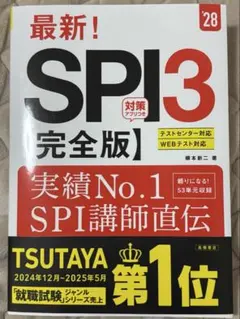 最新!
'28
SPI3
対策
アプリつき
【完全版】
テストセンター対応
WEBテスト対応
柳本新二 著
実績No.1
SPI講師直伝
頼りになる!
53単元収録
高橋書店
TSUTAYA
2024年12月~2025年5月
「就職試験」ジャンル
シリーズ売上
第1位